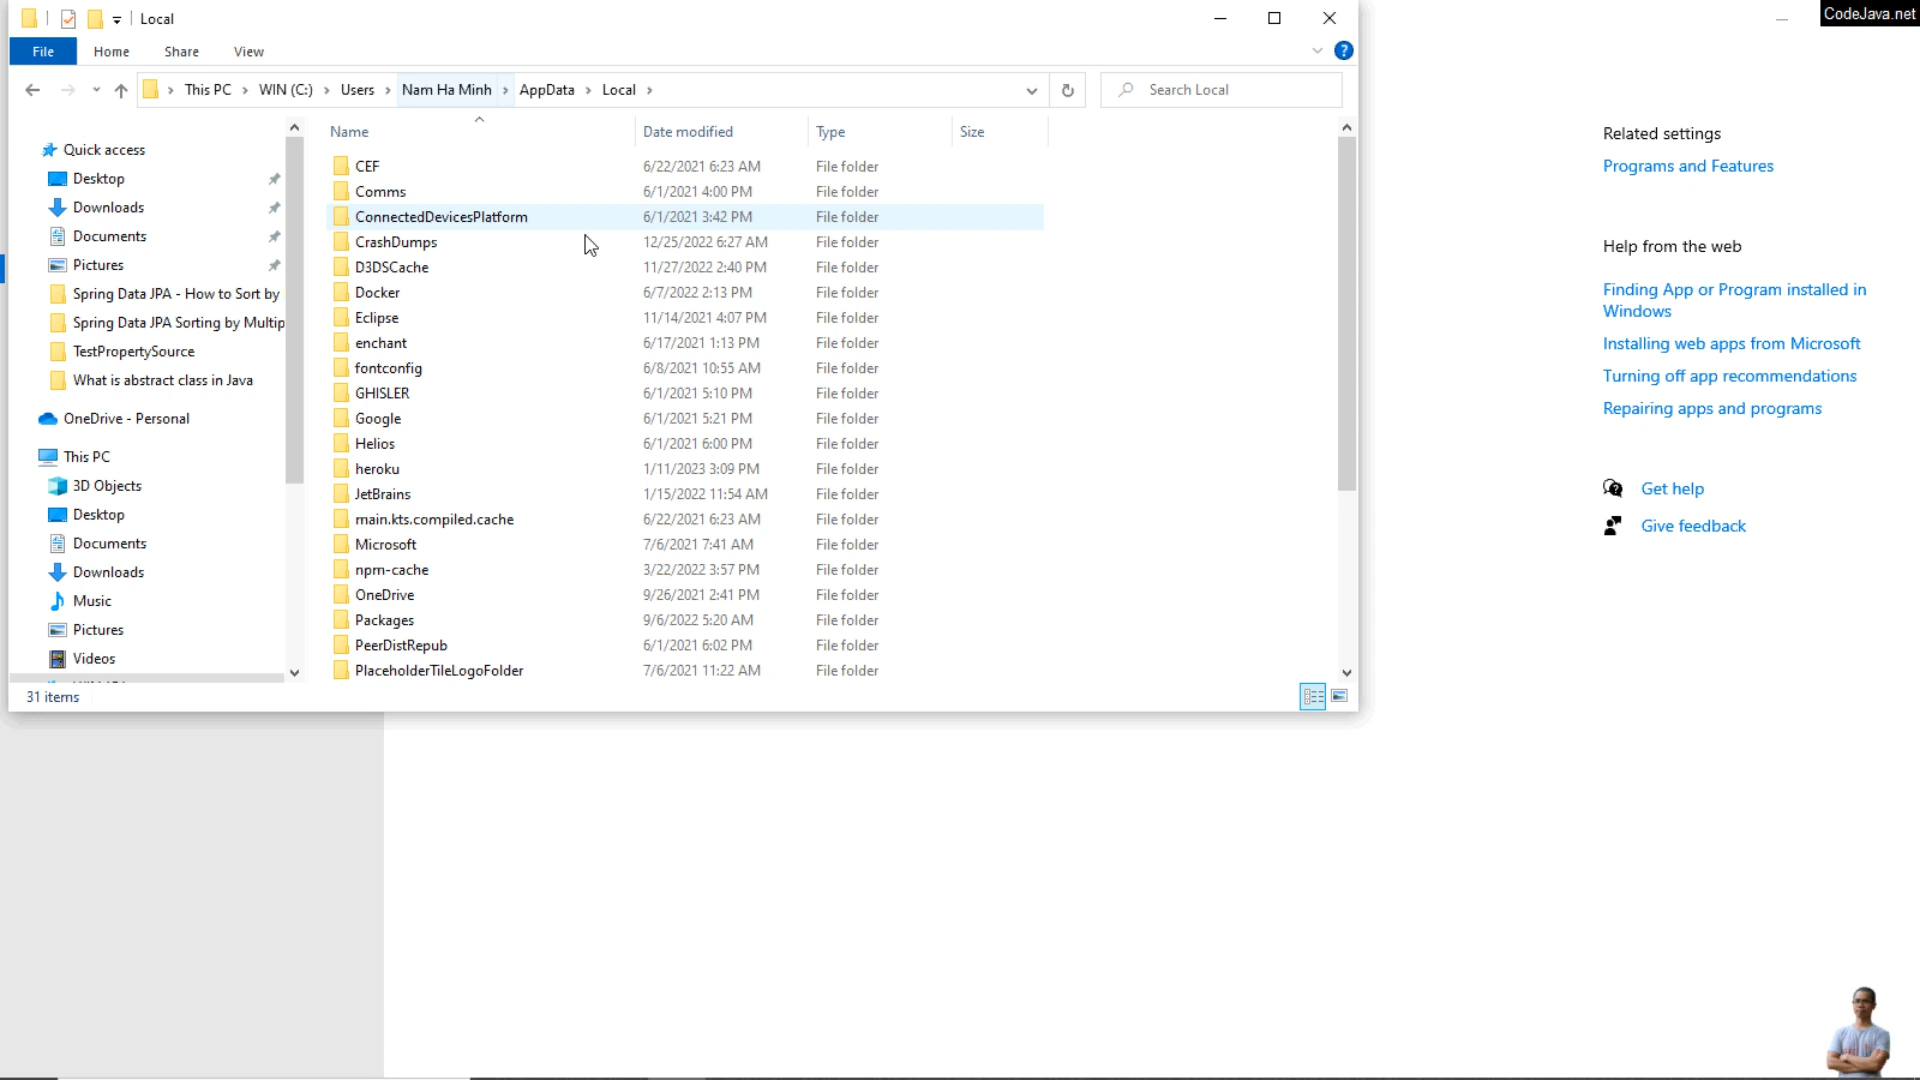 Local
CodeJava.net
File Home Share View
This PC WIN (C:) Users Nam Ha Minh AppData Local
Search Local
Quick access
Desktop
Downloads
Documents
Pictures
Spring Data JPA - How to Sort by
Spring Data JPA Sorting by Multip
TestPropertySource
What is abstract class in Java
OneDrive - Personal
This PC
3D Objects
Desktop
Documents
Downloads
Music
Pictures
Videos
Name Date modified Type Size
CEF 6/22/2021 6:23 AM File folder
Comms 6/1/2021 4:00 PM File folder
ConnectedDevicesPlatform 6/1/2021 3:42 PM File folder
CrashDumps 12/25/2022 6:27 AM File folder
D3DSCache 11/27/2022 2:40 PM File folder
Docker 6/7/2022 2:13 PM File folder
Eclipse 11/14/2021 4:07 PM File folder
enchant 6/17/2021 1:13 PM File folder
fontconfig 6/8/2021 10:55 AM File folder
GHISLER 6/1/2021 5:10 PM File folder
Google 6/1/2021 5:21 PM File folder
Helios 6/1/2021 6:00 PM File folder
heroku 1/11/2023 3:09 PM File folder
JetBrains 1/15/2022 11:54 AM File folder
main.kts.compiled.cache 6/22/2021 6:23 AM File folder
Microsoft 7/6/2021 7:41 AM File folder
npm-cache 3/22/2022 3:57 PM File folder
OneDrive 9/26/2021 2:41 PM File folder
Packages 9/6/2022 5:20 AM File folder
PeerDistRepub 6/1/2021 6:02 PM File folder
PlaceholderTileLogoFolder 7/6/2021 11:22 AM File folder
31 items
Related settings
Programs and Features
Help from the web
Finding App or Program installed in
Windows
Installing web apps from Microsoft
Turning off app recommendations
Repairing apps and programs
Get help
Give feedback